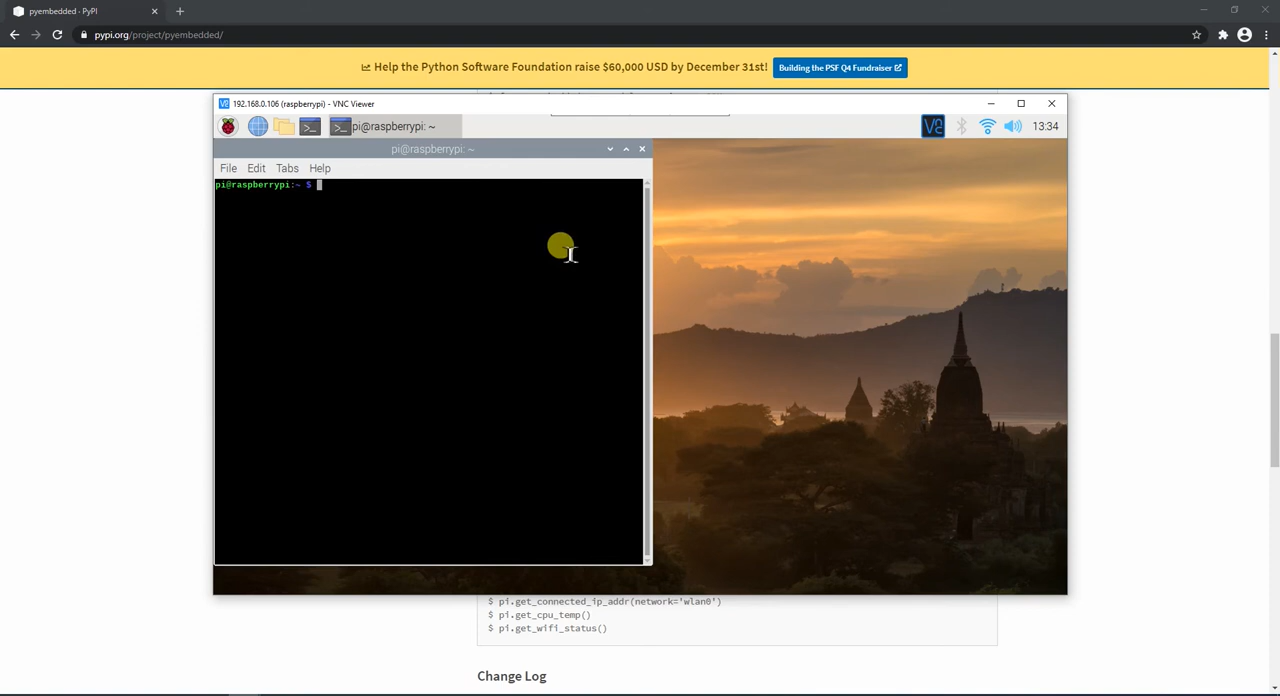 pyembedded · PyPI
pypi.org/project/pyembedded/
Help the Python Software Foundation raise $60,000 USD by December 31st!
Building the PSF Q4 Fundraiser
192.168.0.106 (raspberrypi) - VNC Viewer
pi@raspberrypi: ~
13:34
pi@raspberrypi: ~
File Edit Tabs Help
pi@raspberrypi:~ $
$ pi.get_connected_ip_addr(network='wlan0')
$ pi.get_cpu_temp()
$ pi.get_wifi_status()
Change Log